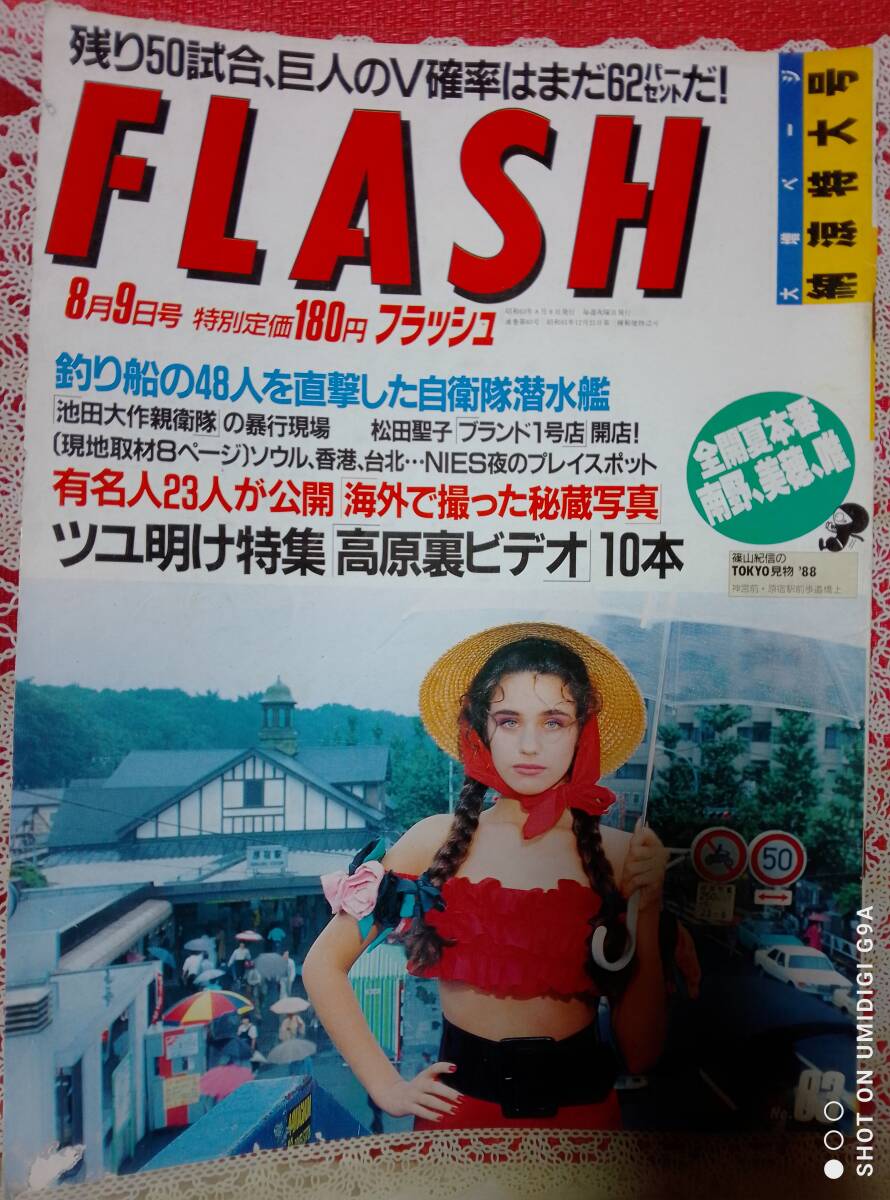 残り50試合、巨人のV確率はまだ62パーセントだ!
大増ページ
納涼特大号
FLASH
8月9日号 特別定価180円 フラッシュ
釣り船の48人を直撃した自衛隊潜水艦
「池田大作親衛隊」の暴行現場 松田聖子「ブランド1号店」開店!
〔現地取材8ページ〕ソウル、香港、台北…NIES夜のプレイスポット
有名人23人が公開「海外で撮った秘蔵写真」
ツユ明け特集「高原裏ビデオ」10本
全開夏本番
南野、美穂、唯
篠山紀信の
TOKYO見物 '88
神宮前・原宿駅前歩道橋上
原宿駅
50
No. 83
SHOT ON UMIDIGI G9A